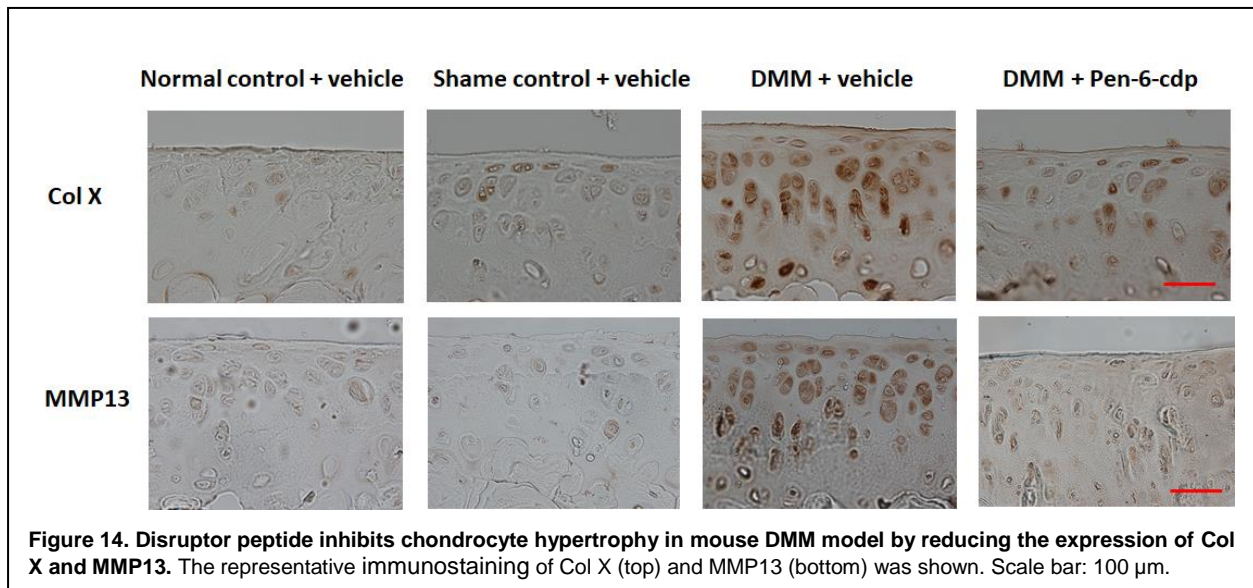 Normal control + vehicle Shame control + vehicle DMM + vehicle DMM + Pen-6-cdp
Col X
MMP13
Figure 14. Disruptor peptide inhibits chondrocyte hypertrophy in mouse DMM model by reducing the expression of Col
X and MMP13. The representative immunostaining of Col X (top) and MMP13 (bottom) was shown. Scale bar: 100 µm.